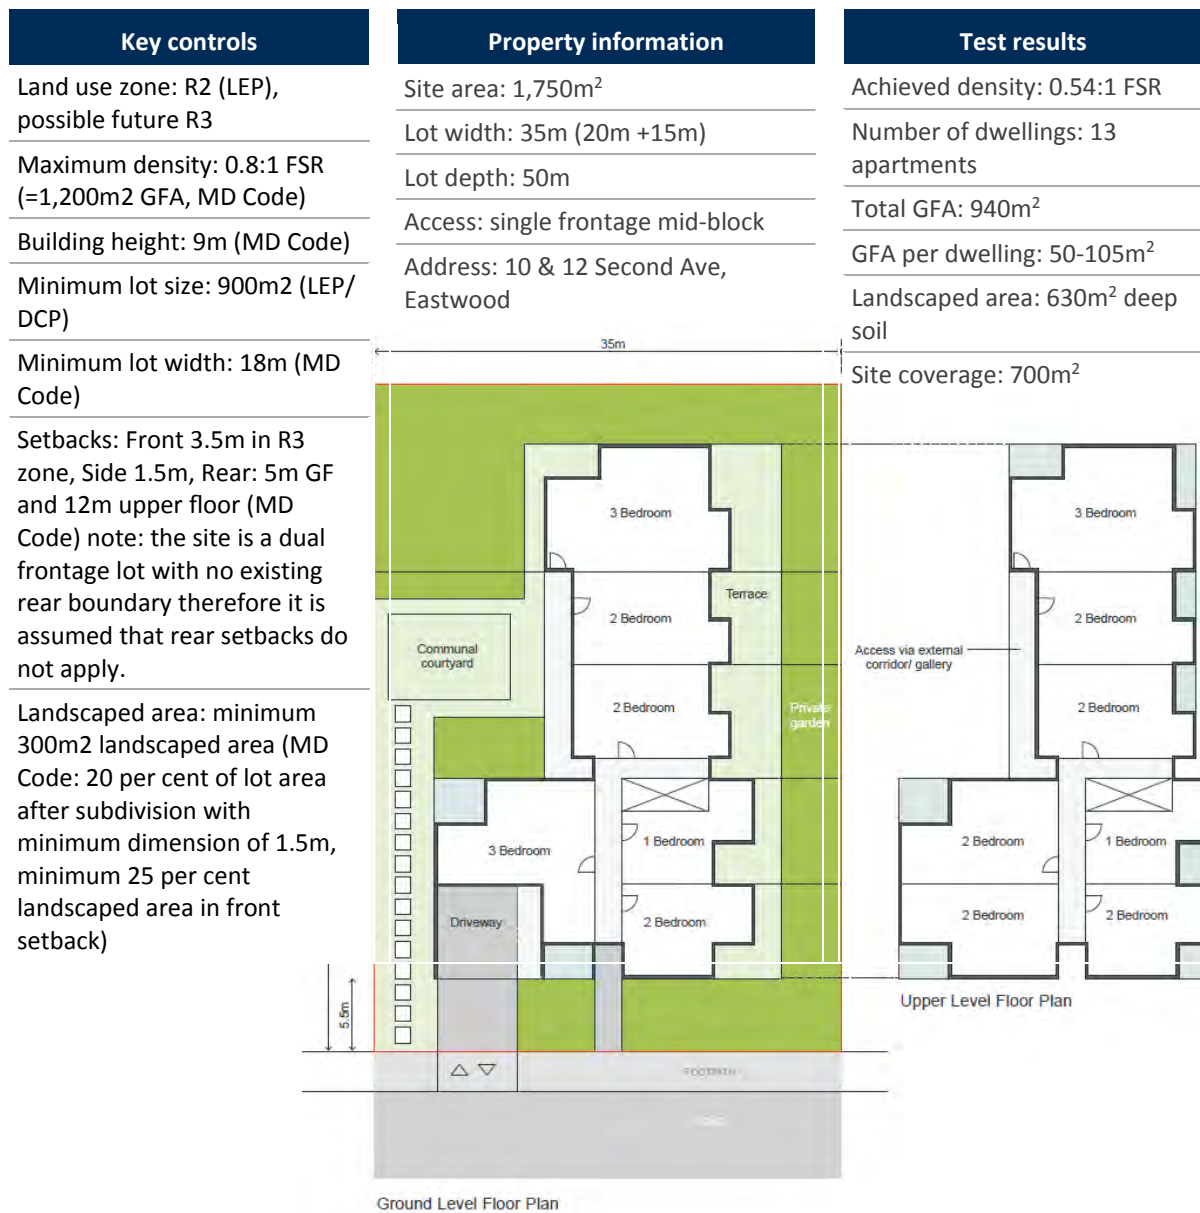 Key controls
Land use zone: R2 (LEP),
possible future R3
Maximum density: 0.8:1 FSR
(=1,200m2 GFA, MD Code)
Building height: 9m (MD Code)
Minimum lot size: 900m2 (LEP/
DCP)
Minimum lot width: 18m (MD
Code)
Setbacks: Front 3.5m in R3
zone, Side 1.5m, Rear: 5m GF
and 12m upper floor (MD
Code) note: the site is a dual
frontage lot with no existing
rear boundary therefore it is
assumed that rear setbacks do
not apply.
Landscaped area: minimum
300m2 landscaped area (MD
Code: 20 per cent of lot area
after subdivision with
minimum dimension of 1.5m,
minimum 25 per cent
landscaped area in front
setback)
Property information
Site area: 1,750m²
Lot width: 35m (20m +15m)
Lot depth: 50m
Access: single frontage mid-block
Address: 10 & 12 Second Ave,
Eastwood
Test results
Achieved density: 0.54:1 FSR
Number of dwellings: 13
apartments
Total GFA: 940m²
GFA per dwelling: 50-105m²
Landscaped area: 630m² deep
soil
Site coverage: 700m²
35m
3 Bedroom
Terrace
2 Bedroom
Communal
courtyard
2 Bedroom
Private
garden
3 Bedroom
1 Bedroom
Driveway
2 Bedroom
5.5m
FOOTPATH
Ground Level Floor Plan
3 Bedroom
2 Bedroom
Access via external
corridor/ gallery
2 Bedroom
2 Bedroom
1 Bedroom
2 Bedroom
2 Bedroom
Upper Level Floor Plan